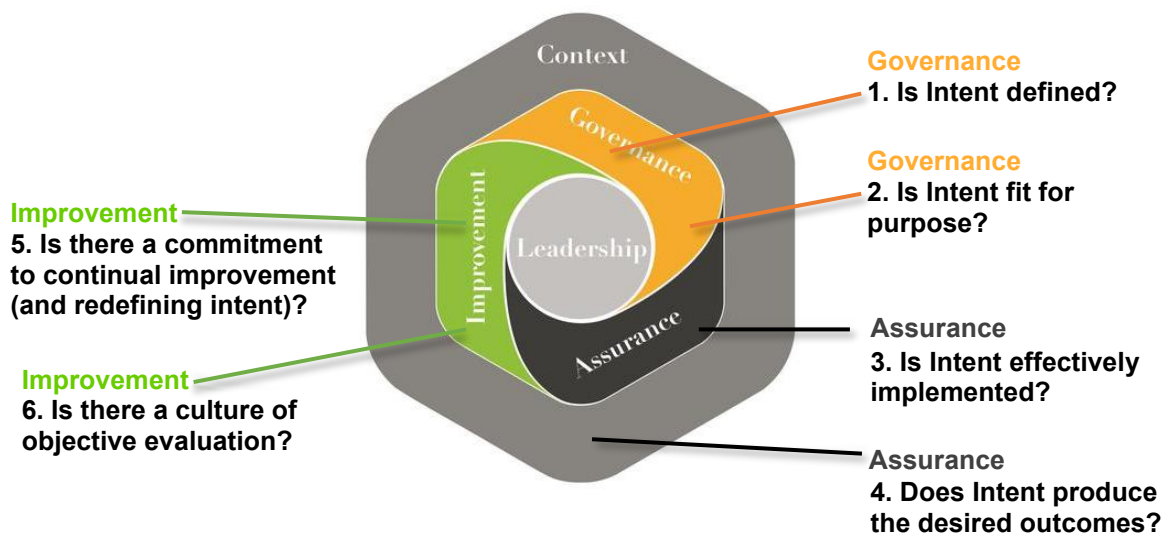 Context
Governance
Improvement
Leadership
Assurance
Governance
1. Is Intent defined?
Governance
2. Is Intent fit for
purpose?
Assurance
3. Is Intent effectively
implemented?
Assurance
4. Does Intent produce
the desired outcomes?
Improvement
5. Is there a commitment
to continual improvement
(and redefining intent)?
Improvement
6. Is there a culture of
objective evaluation?